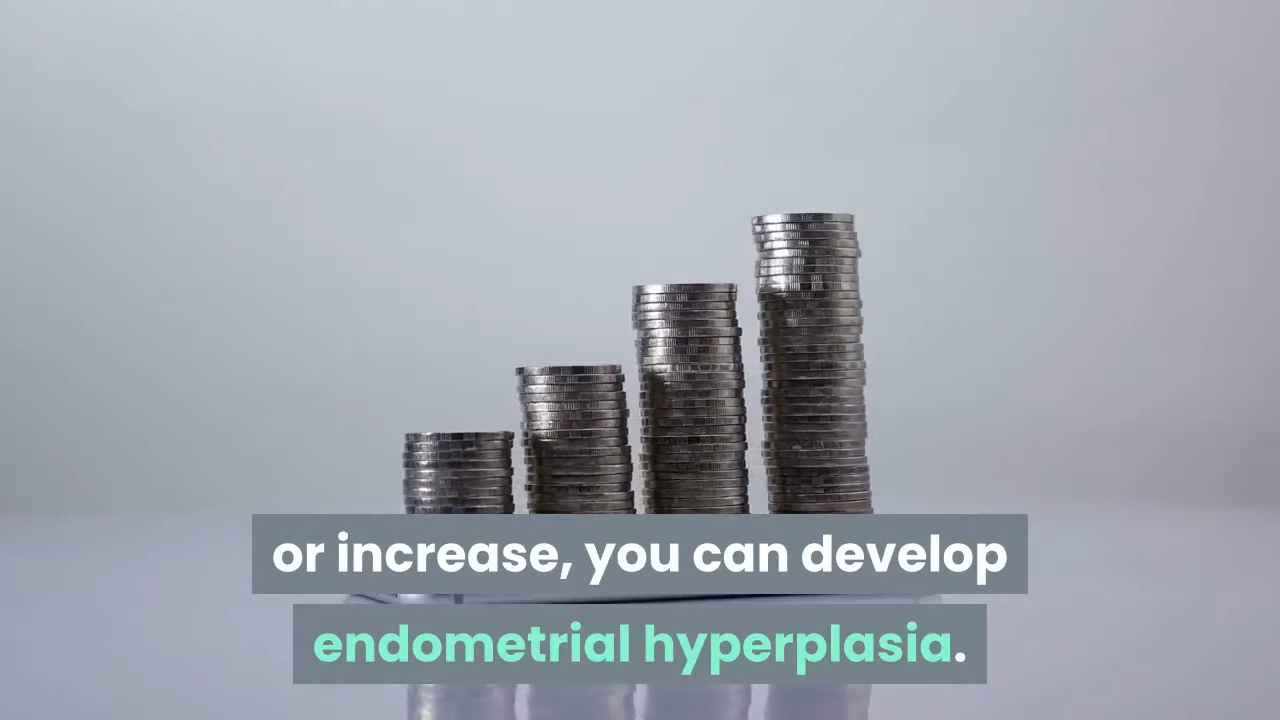 or increase, you can develop
endometrial hyperplasia.